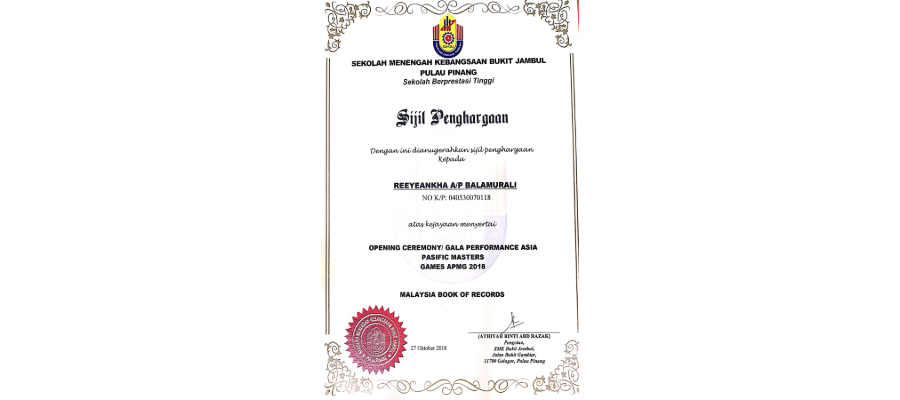 SEKOLAH MENENGAH KEBANGSAAN BUKIT JAMBUL
PULAU PINANG
Sekolah Berprestasi Tinggi
Sijil Penghargaan
Dengan ini dianugerahkan sijil penghargaan
Kepada
REEYEANKHA A/P BALAMURALI
NO K/P: 040530070118
atas kejayaan menyertai
OPENING CEREMONY/ GALA PERFORMANCE ASIA
PASIFIC MASTERS
GAMES APMG 2018
MALAYSIA BOOK OF RECORDS
27 Oktober 2018
(ATHIYAH BINTI ABD RAZAK)
Pengetua,
SMK Bukit Jambul,
Jalan Bukit Gambier,
11700 Gelugor, Pulau Pinang